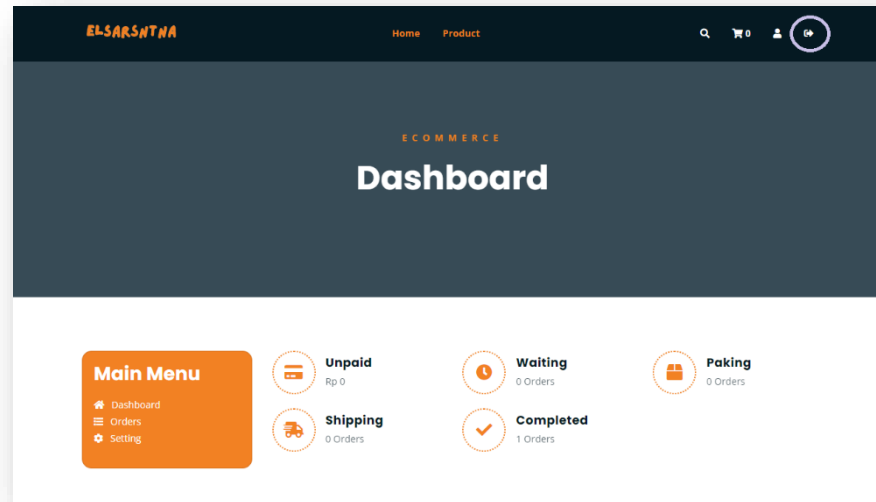 ELSARSNTNA
Home Product
0
ECOMMERCE
Dashboard
Main Menu
Dashboard
Orders
Setting
Unpaid
Rp 0
Waiting
0 Orders
Paking
0 Orders
Shipping
0 Orders
Completed
1 Orders